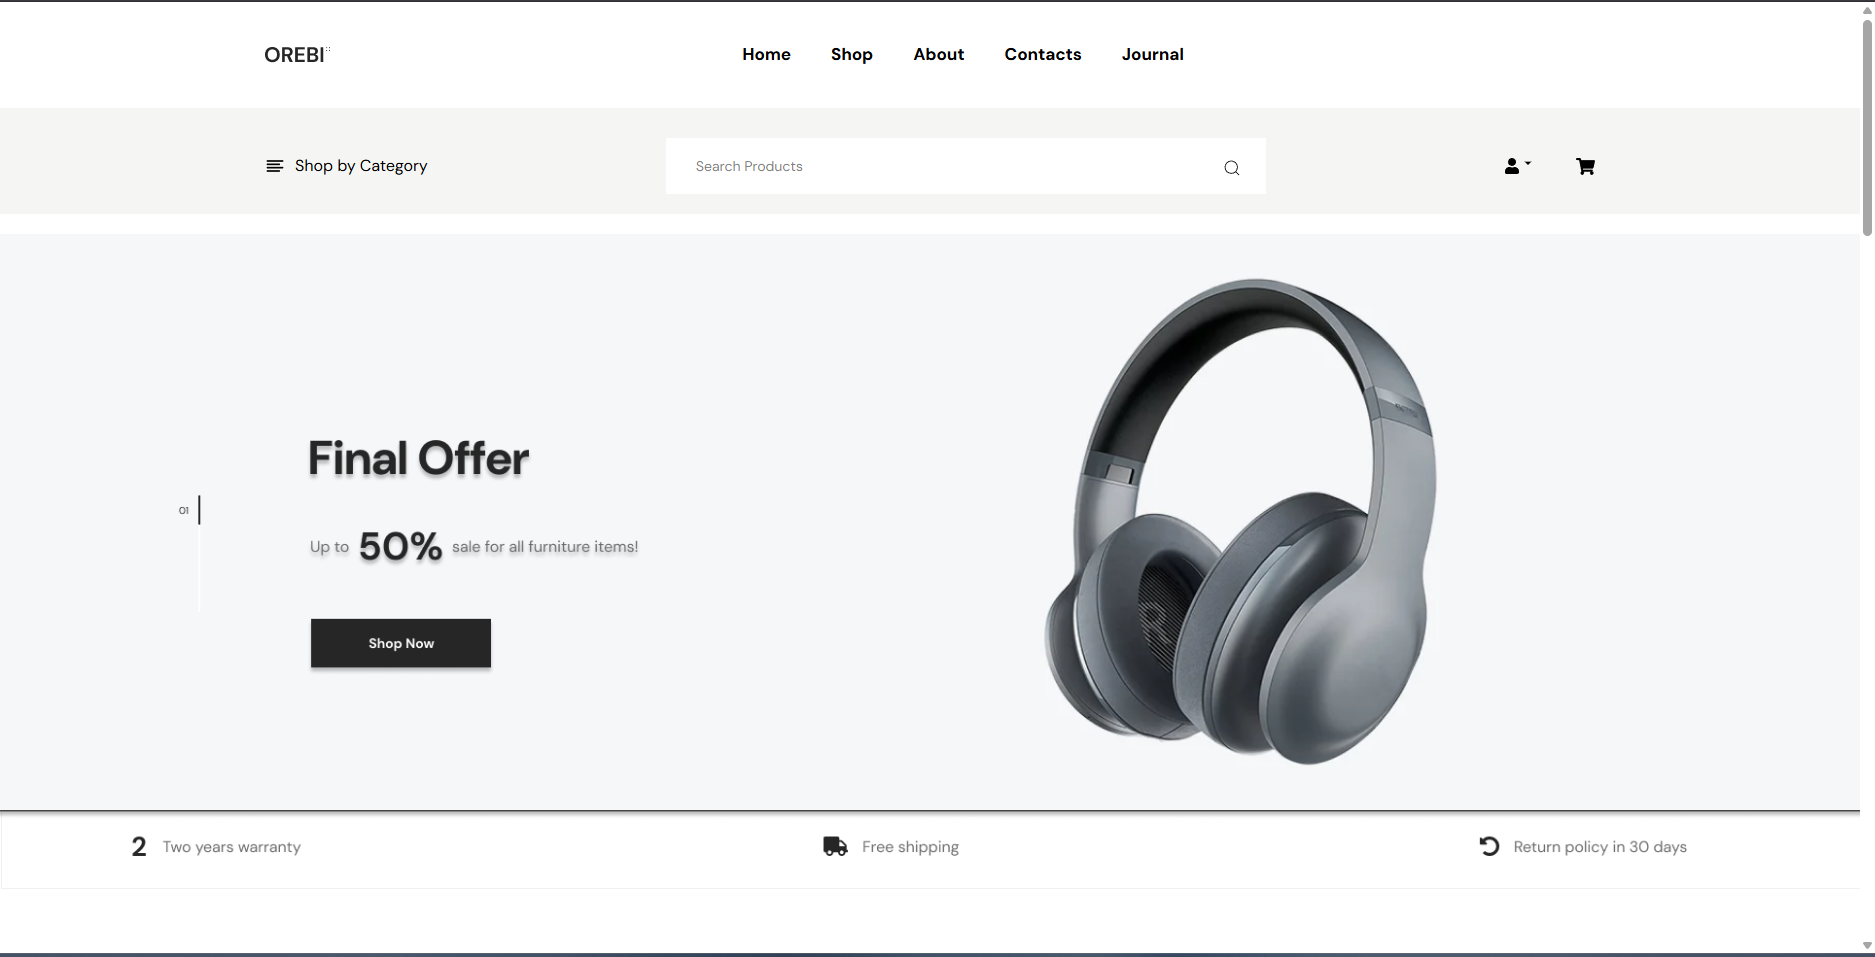 OREBI
Home Shop About Contacts Journal
Shop by Category
Search Products
Final Offer
01
Up to 50% sale for all furniture items!
Shop Now
2 Two years warranty
Free shipping
Return policy in 30 days